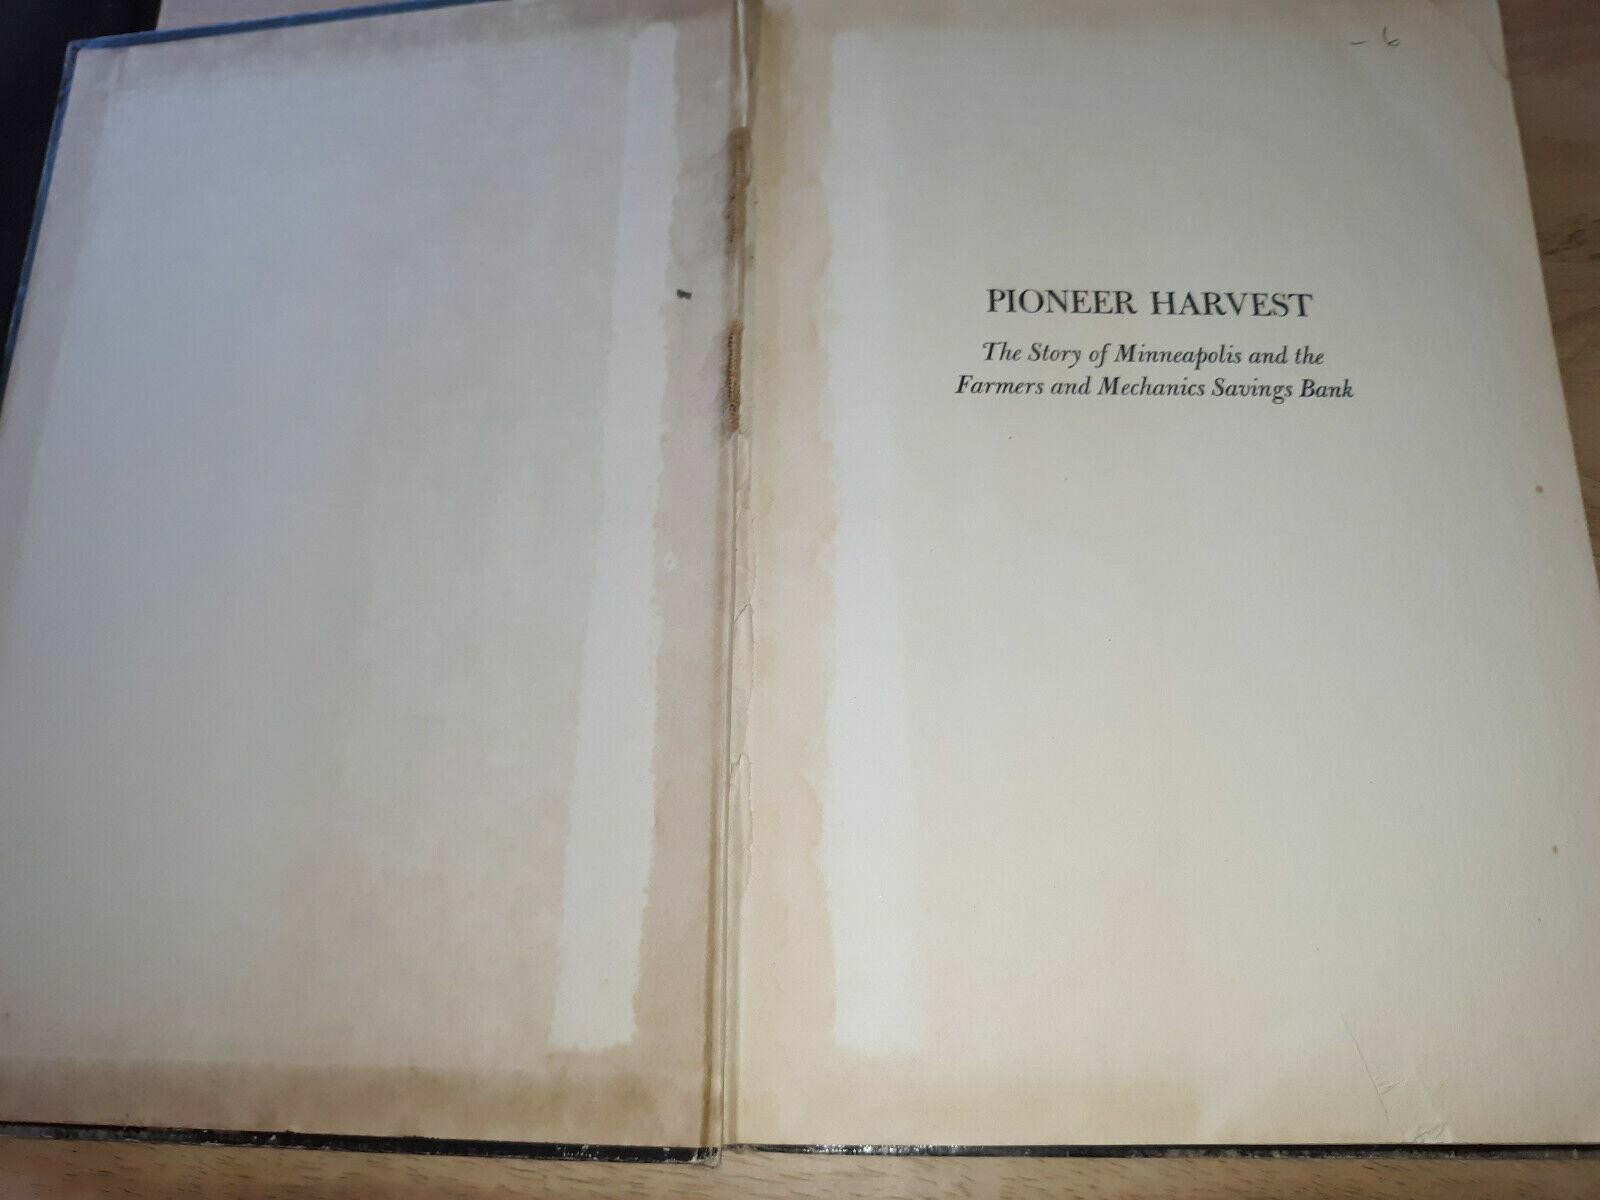 - 6
PIONEER HARVEST
The Story of Minneapolis and the
Farmers and Mechanics Savings Bank